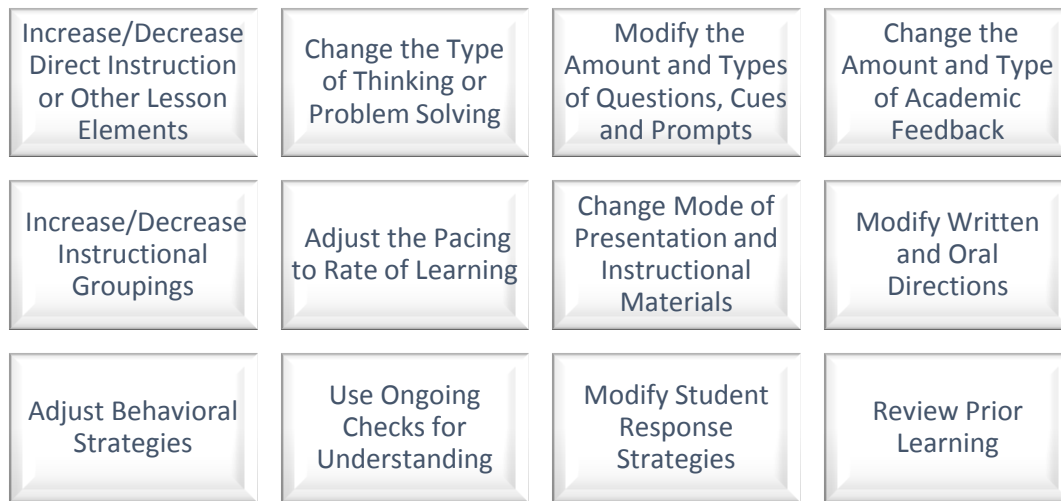 Increase/Decrease
Direct Instruction
or Other Lesson
Elements
Change the Type
of Thinking or
Problem Solving
Modify the
Amount and Types
of Questions, Cues
and Prompts
Change the
Amount and Type
of Academic
Feedback
Increase/Decrease
Instructional
Groupings
Adjust the Pacing
to Rate of Learning
Change Mode of
Presentation and
Instructional
Materials
Modify Written
and Oral
Directions
Adjust Behavioral
Strategies
Use Ongoing
Checks for
Understanding
Modify Student
Response
Strategies
Review Prior
Learning